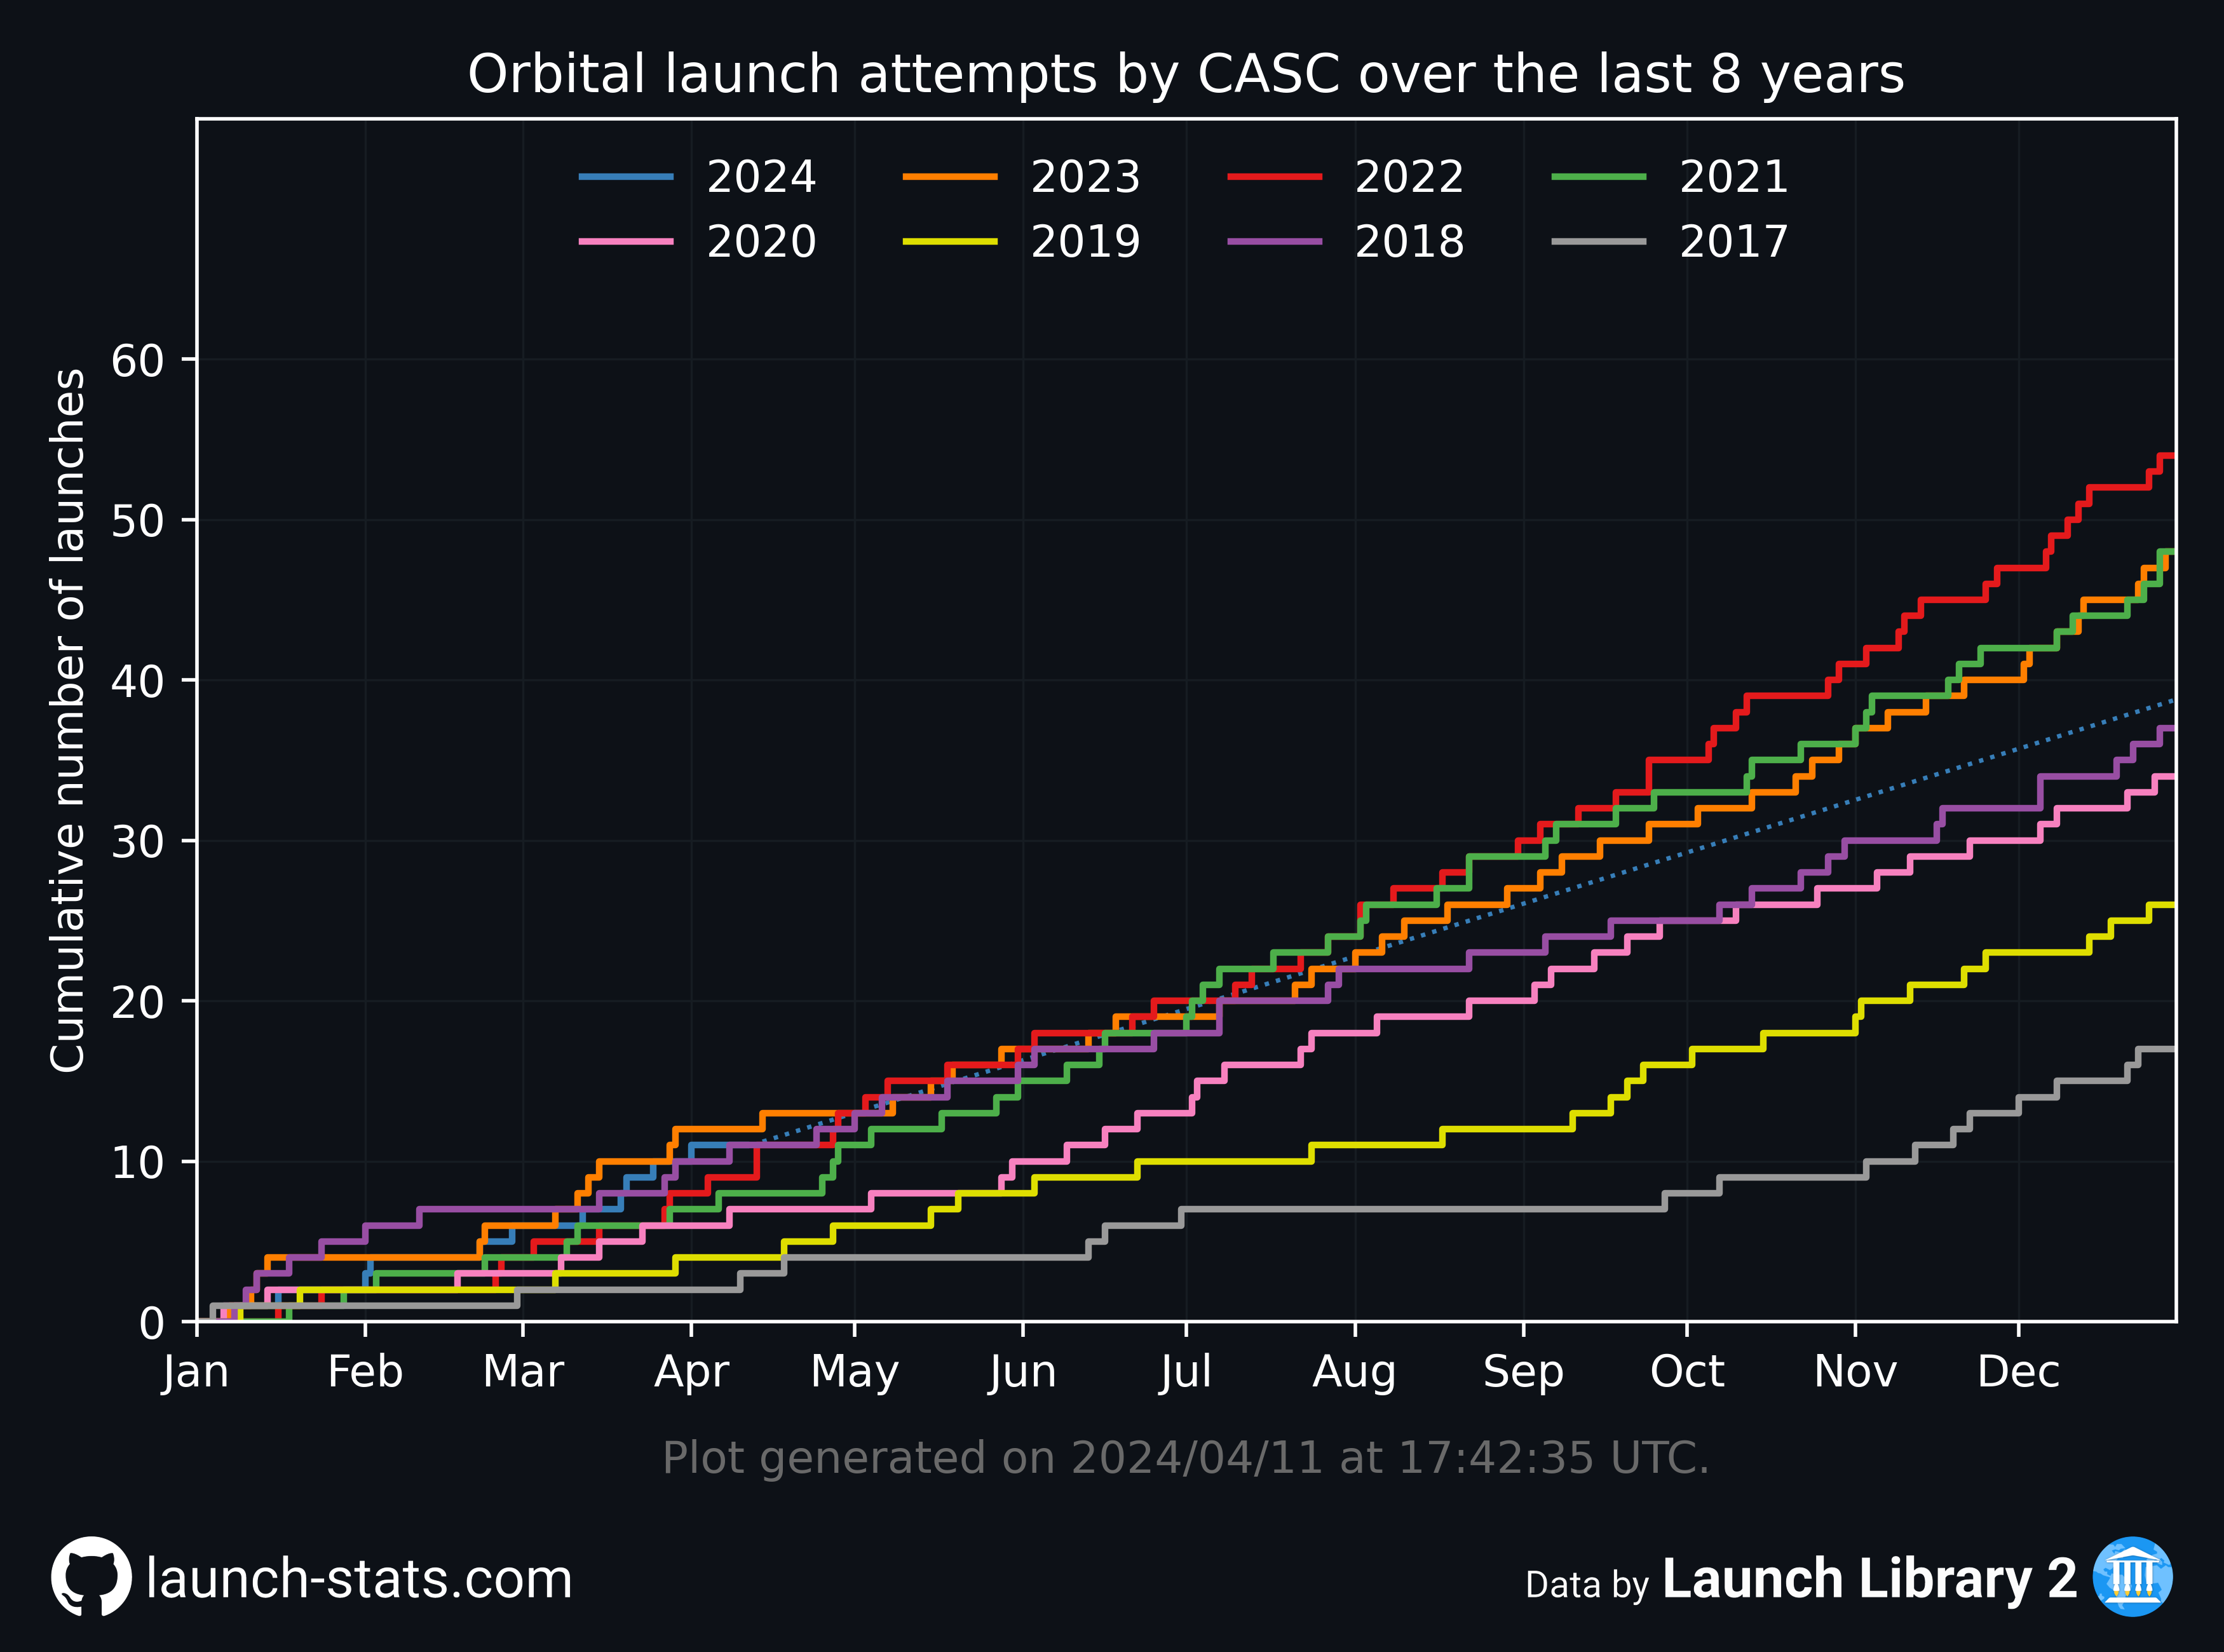 Orbital launch attempts by CASC over the last 8 years
2024 2023 2022 2021
2020 2019 2018 2017
Cumulative number of launches
60
50
40
30
20
10
0
Jan Feb Mar Apr May Jun Jul Aug Sep Oct Nov Dec
Plot generated on 2024/04/11 at 17:42:35 UTC.
launch-stats.com
Data by Launch Library 2